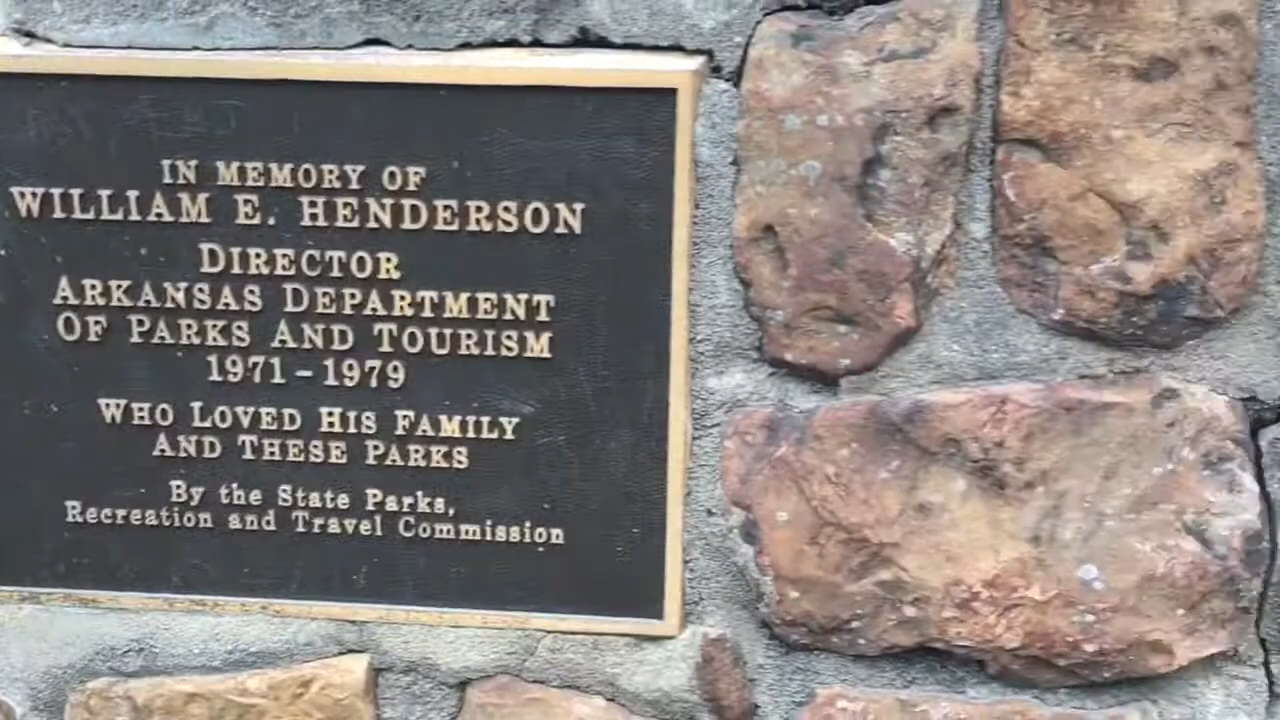 IN MEMORY OF
WILLIAM E. HENDERSON
DIRECTOR
ARKANSAS DEPARTMENT
OF PARKS AND TOURISM
1971-1979
WHO LOVED HIS FAMILY
AND THESE PARKS
By the State Parks,
Recreation and Travel Commission